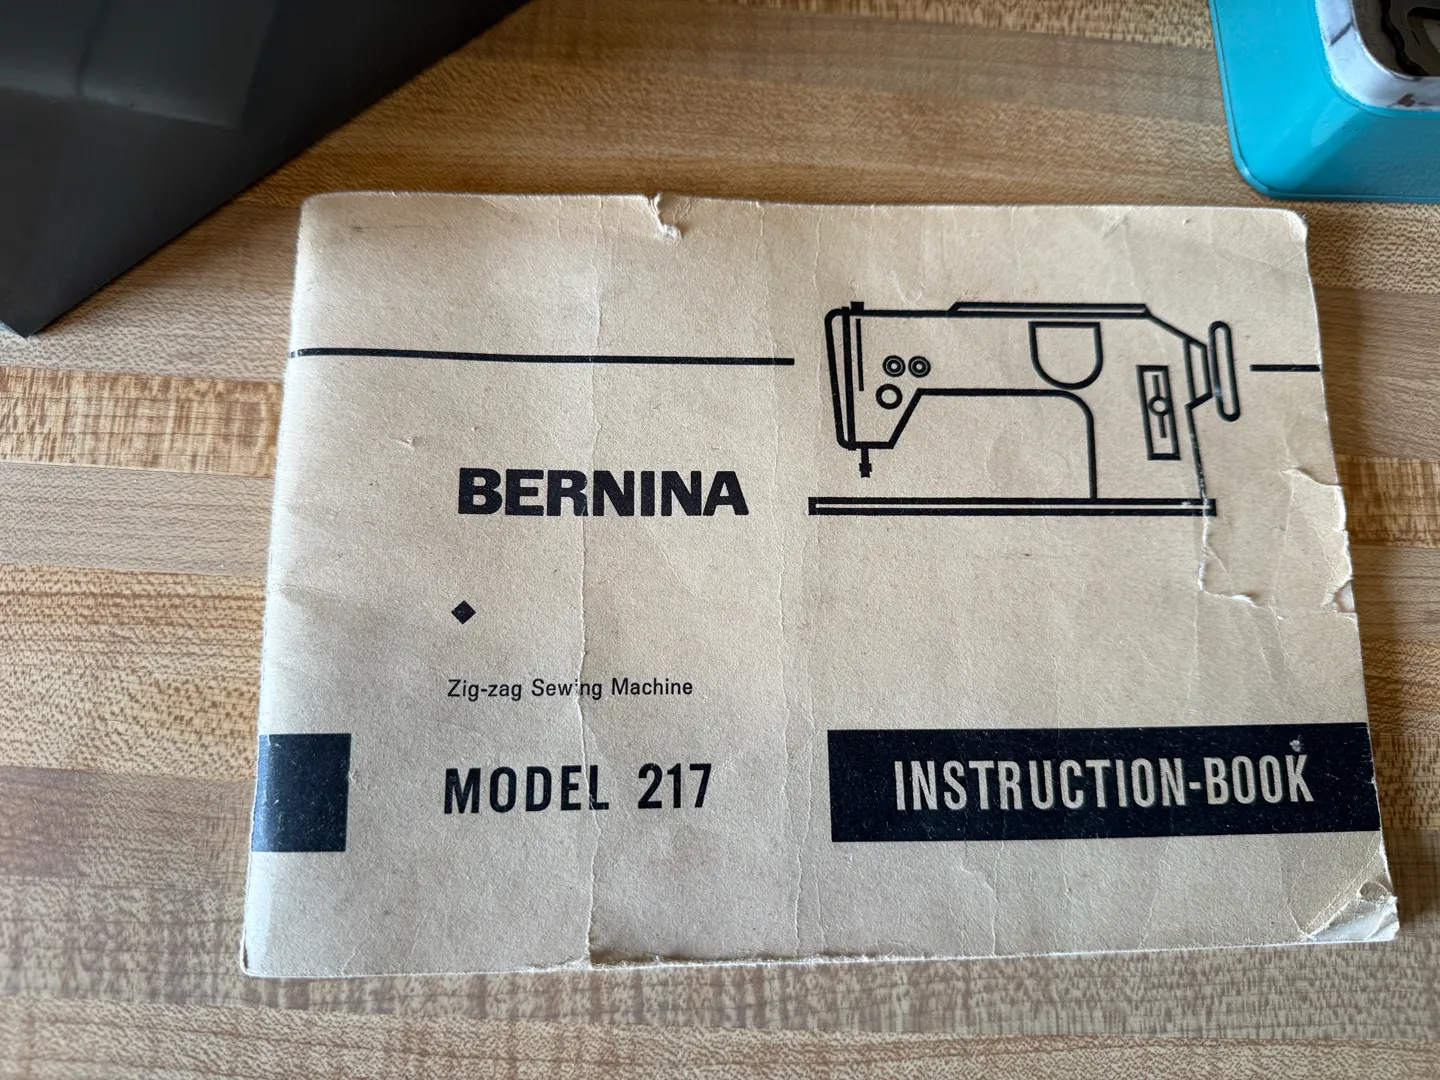 BERNINA
Zig-zag Sewing Machine
MODEL 217
INSTRUCTION-BOOK